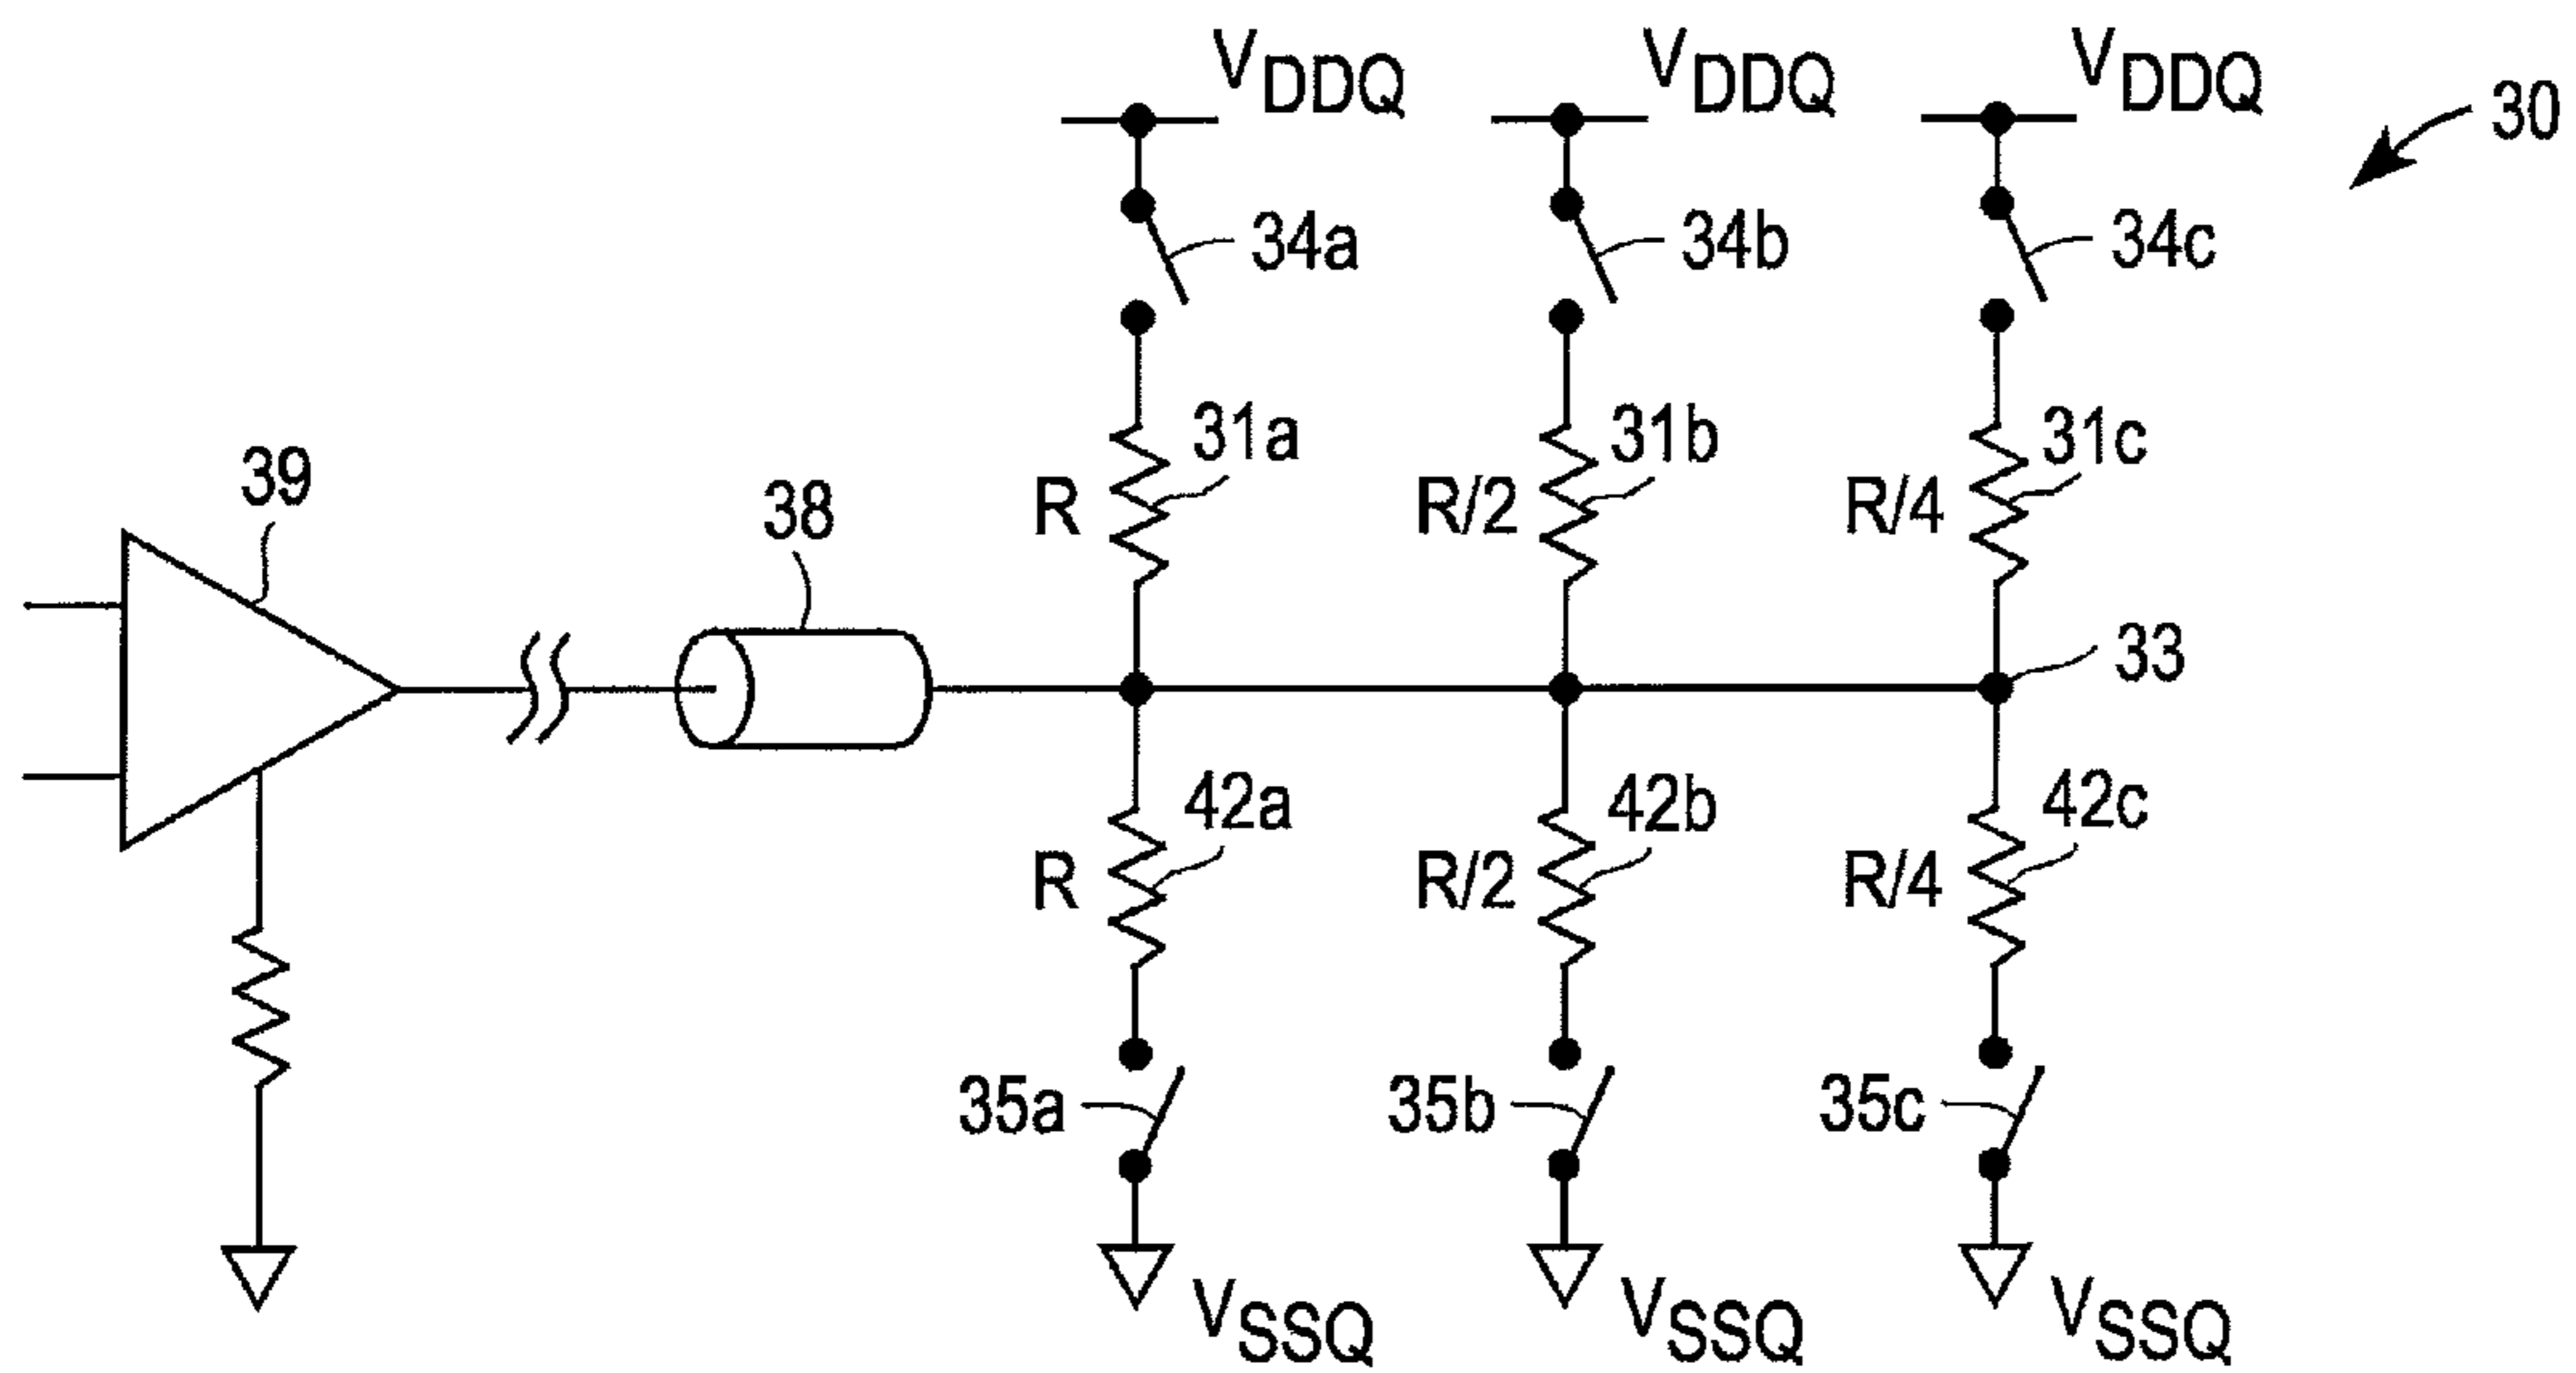 VDDQ VDDQ VDDQ
30
34a 34b 34c
31a 31b 31c
39
R R/2 R/4
38
33
42a 42b 42c
R R/2 R/4
35a 35b 35c
VSSQ VSSQ VSSQ